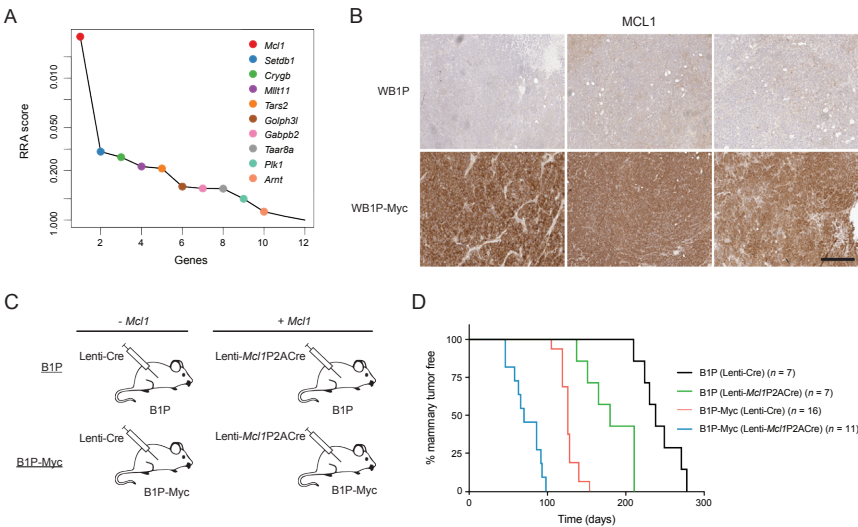 A
RRA score
0.010
0.050
0.200
1.000
2
4
6
8
10
12
Genes
Mcl1
Setdb1
Crygb
Mllt11
Tars2
Golph3l
Gabpb2
Taar8a
Plk1
Arnt
B
MCL1
WB1P
WB1P-Myc
C
- Mcl1
+ Mcl1
B1P
Lenti-Cre
B1P
Lenti-Mcl1P2ACre
B1P
B1P-Myc
Lenti-Cre
B1P-Myc
Lenti-Mcl1P2ACre
B1P-Myc
D
% mammary tumor free
100
75
50
25
0
0
100
200
300
Time (days)
B1P (Lenti-Cre) (n = 7)
B1P (Lenti-Mcl1P2ACre) (n = 7)
B1P-Myc (Lenti-Cre) (n = 16)
B1P-Myc (Lenti-Mcl1P2ACre) (n = 11)